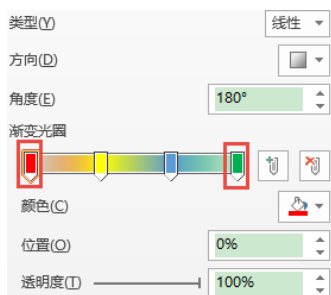 类型(Y) 线性
方向(D)
角度(E) 180°
渐变光圈
颜色(C)
位置(O) 0%
透明度(T) 100%